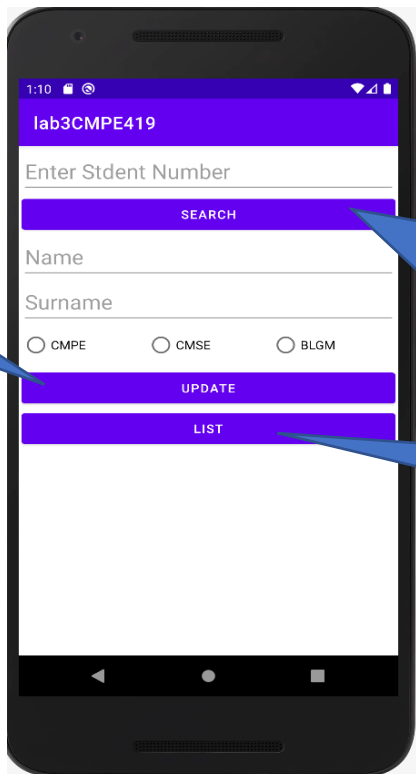 1:10
lab3CMPE419
Enter Stdent Number
SEARCH
Name
Surname
CMPE CMSE BLGM
UPDATE
LIST